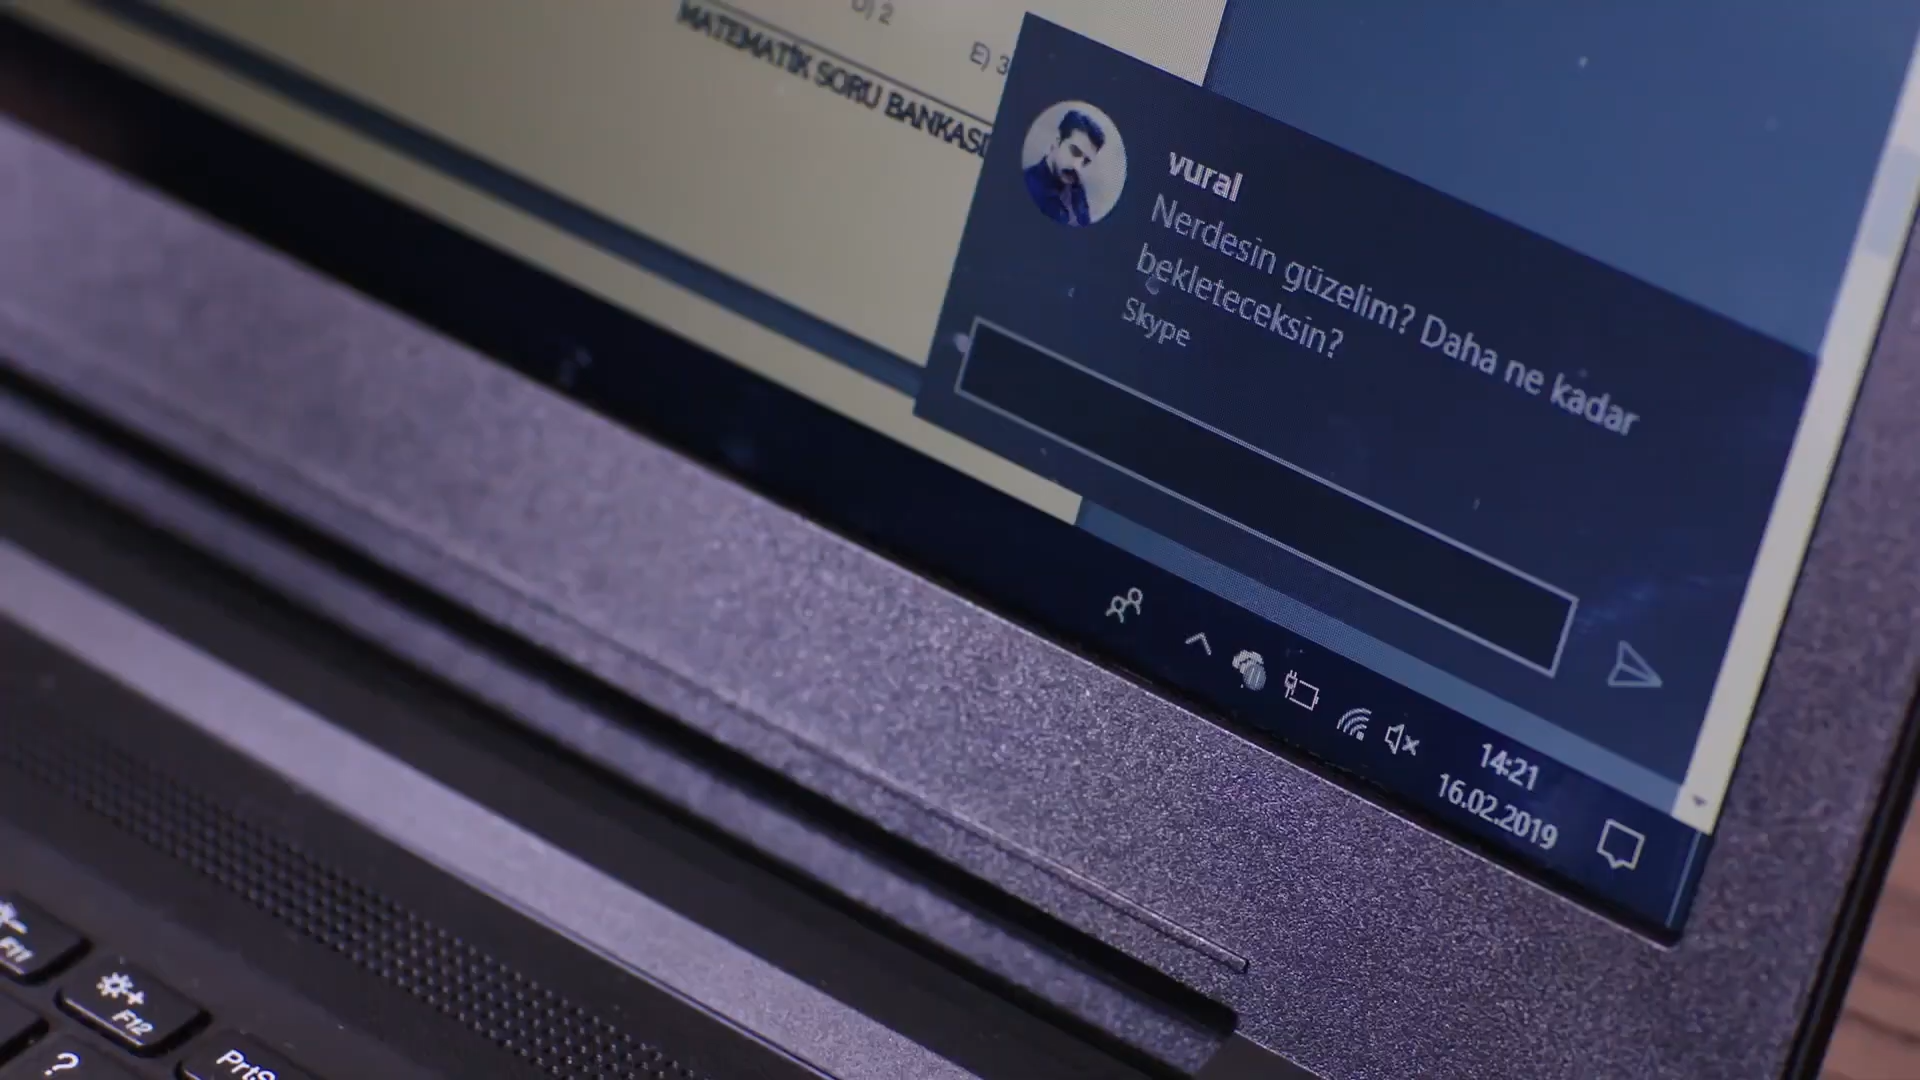 D) 2
E) 3
MATEMATİK SORU BANKASI
vural
Nerdesin güzelim? Daha ne kadar
bekleteceksin?
Skype
14:21
16.02.2019
F11
F12
?
PrtS